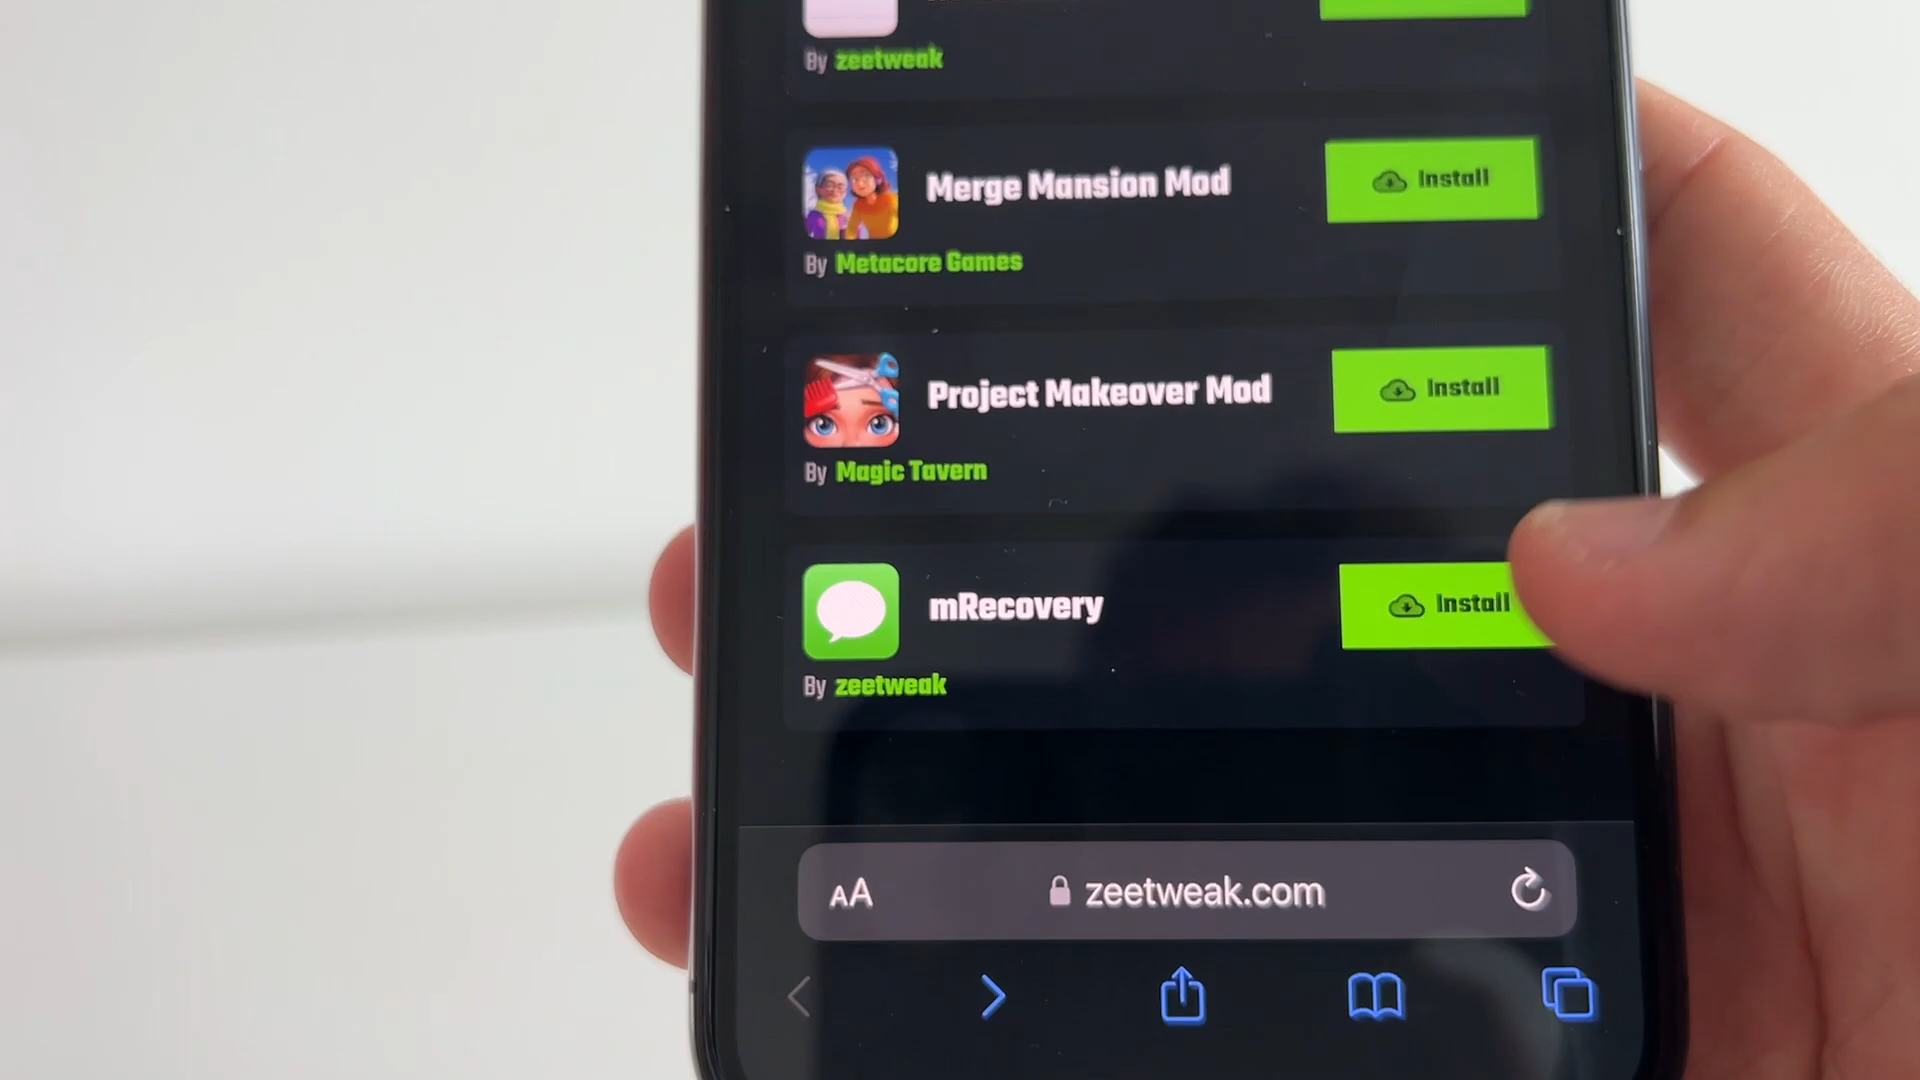 By zeetweak
Merge Mansion Mod
Install
By Metacore Games
Project Makeover Mod
Install
By Magic Tavern
mRecovery
Install
By zeetweak
AA
zeetweak.com